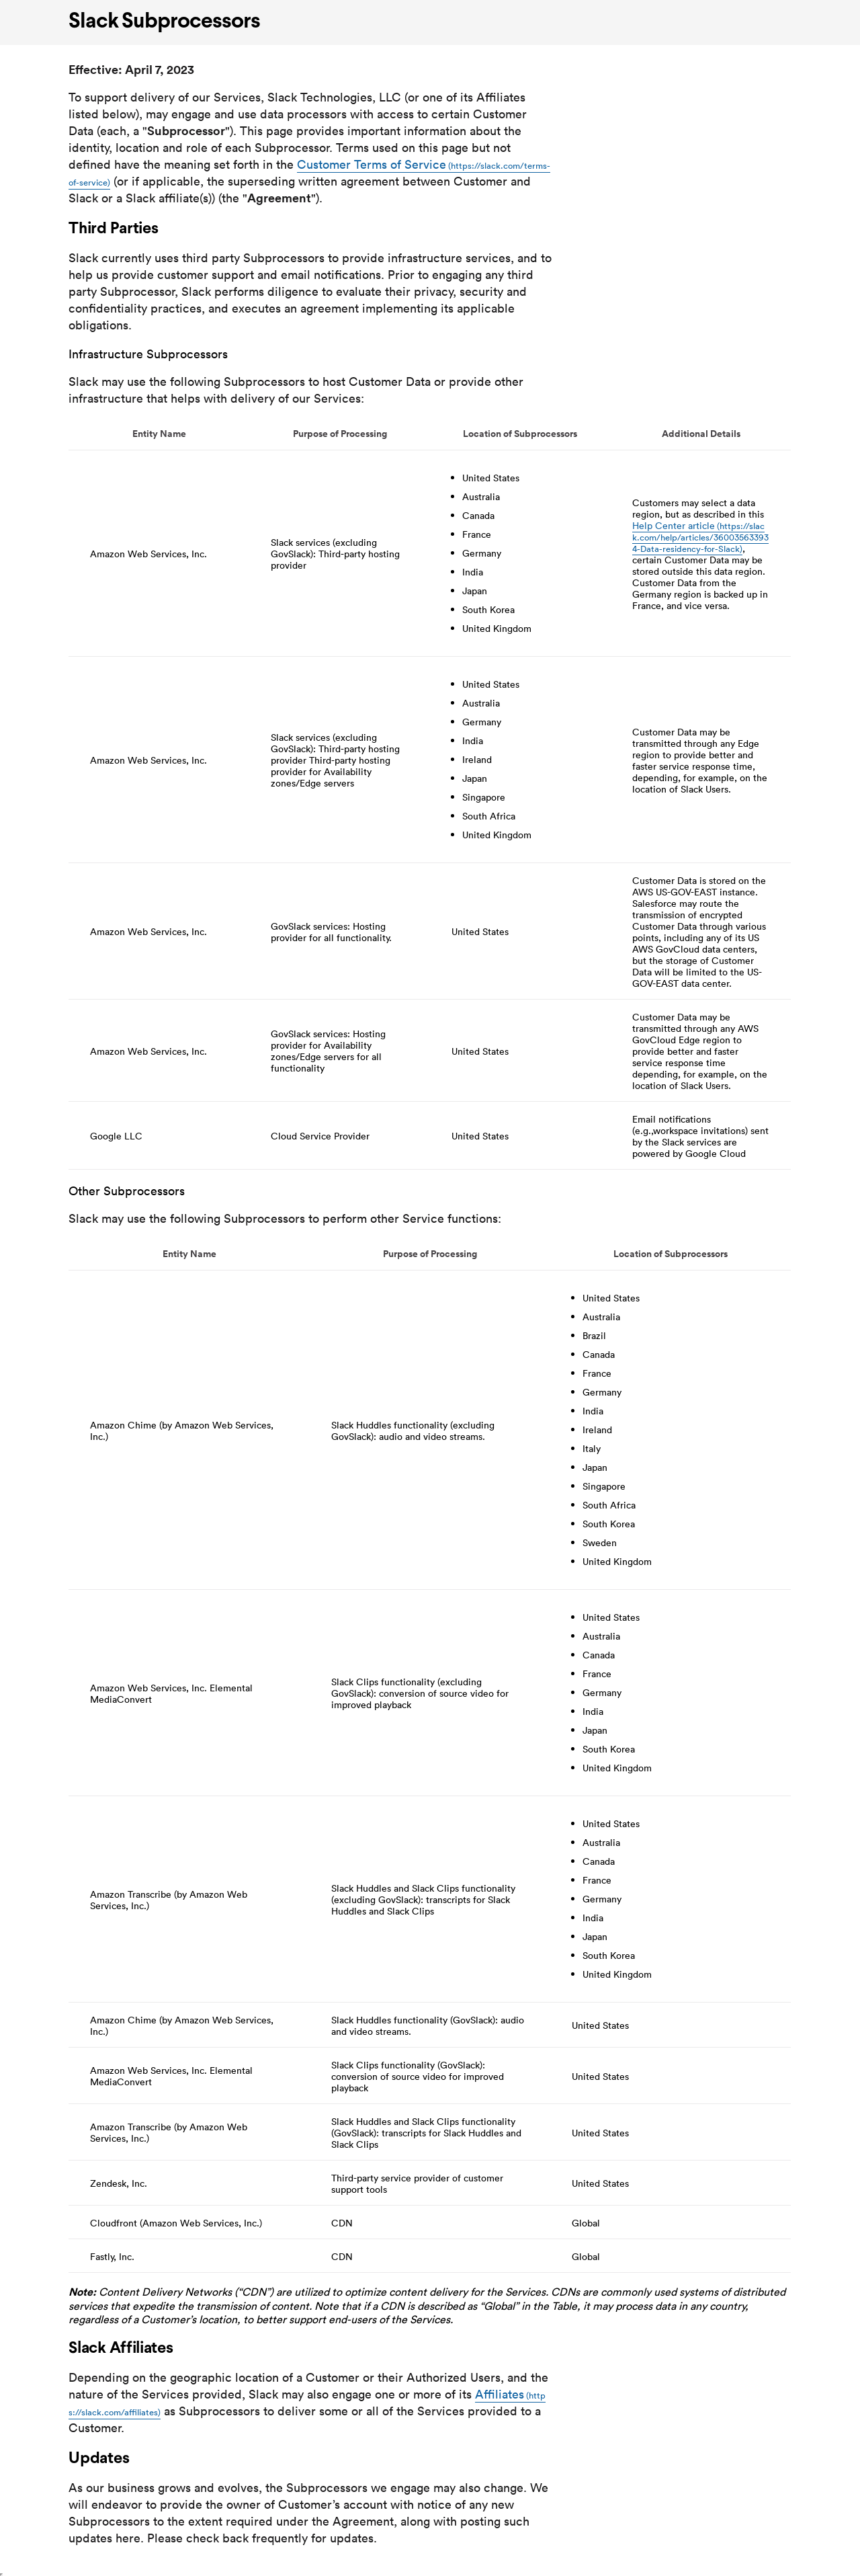 Slack Subprocessors
Effective: April 7, 2023
To support delivery of our Services, Slack Technologies, LLC (or one of its Affiliates
listed below), may engage and use data processors with access to certain Customer
Data (each, a "Subprocessor"). This page provides important information about the
identity, location and role of each Subprocessor. Terms used on this page but not
defined have the meaning set forth in the Customer Terms of Service (https://slack.com/terms-
of-service) (or if applicable, the superseding written agreement between Customer and
Slack or a Slack affiliate(s)) (the "Agreement").
Third Parties
Slack currently uses third party Subprocessors to provide infrastructure services, and to
help us provide customer support and email notifications. Prior to engaging any third
party Subprocessor, Slack performs diligence to evaluate their privacy, security and
confidentiality practices, and executes an agreement implementing its applicable
obligations.
Infrastructure Subprocessors
Slack may use the following Subprocessors to host Customer Data or provide other
infrastructure that helps with delivery of our Services:
Entity Name Purpose of Processing Location of Subprocessors Additional Details
Amazon Web Services, Inc.
Slack services (excluding
GovSlack): Third-party hosting
provider
• United States
• Australia
• Canada
• France
• Germany
• India
• Japan
• South Korea
• United Kingdom
Customers may select a data
region, but as described in this
Help Center article (https://slac
k.com/help/articles/36003563393
4-Data-residency-for-Slack),
certain Customer Data may be
stored outside this data region.
Customer Data from the
Germany region is backed up in
France, and vice versa.
Amazon Web Services, Inc.
Slack services (excluding
GovSlack): Third-party hosting
provider Third-party hosting
provider for Availability
zones/Edge servers
• United States
• Australia
• Germany
• India
• Ireland
• Japan
• Singapore
• South Africa
• United Kingdom
Customer Data may be
transmitted through any Edge
region to provide better and
faster service response time,
depending, for example, on the
location of Slack Users.
Amazon Web Services, Inc.
GovSlack services: Hosting
provider for all functionality.
United States
Customer Data is stored on the
AWS US-GOV-EAST instance.
Salesforce may route the
transmission of encrypted
Customer Data through various
points, including any of its US
AWS GovCloud data centers,
but the storage of Customer
Data will be limited to the US-
GOV-EAST data center.
Amazon Web Services, Inc.
GovSlack services: Hosting
provider for Availability
zones/Edge servers for all
functionality
United States
Customer Data may be
transmitted through any AWS
GovCloud Edge region to
provide better and faster
service response time
depending, for example, on the
location of Slack Users.
Google LLC
Cloud Service Provider
United States
Email notifications
(e.g.,workspace invitations) sent
by the Slack services are
powered by Google Cloud
Other Subprocessors
Slack may use the following Subprocessors to perform other Service functions:
Entity Name Purpose of Processing Location of Subprocessors
Amazon Chime (by Amazon Web Services,
Inc.)
Slack Huddles functionality (excluding
GovSlack): audio and video streams.
• United States
• Australia
• Brazil
• Canada
• France
• Germany
• India
• Ireland
• Italy
• Japan
• Singapore
• South Africa
• South Korea
• Sweden
• United Kingdom
Amazon Web Services, Inc. Elemental
MediaConvert
Slack Clips functionality (excluding
GovSlack): conversion of source video for
improved playback
• United States
• Australia
• Canada
• France
• Germany
• India
• Japan
• South Korea
• United Kingdom
Amazon Transcribe (by Amazon Web
Services, Inc.)
Slack Huddles and Slack Clips functionality
(excluding GovSlack): transcripts for Slack
Huddles and Slack Clips
• United States
• Australia
• Canada
• France
• Germany
• India
• Japan
• South Korea
• United Kingdom
Amazon Chime (by Amazon Web Services,
Inc.)
Slack Huddles functionality (GovSlack): audio
and video streams.
United States
Amazon Web Services, Inc. Elemental
MediaConvert
Slack Clips functionality (GovSlack):
conversion of source video for improved
playback
United States
Amazon Transcribe (by Amazon Web
Services, Inc.)
Slack Huddles and Slack Clips functionality
(GovSlack): transcripts for Slack Huddles and
Slack Clips
United States
Zendesk, Inc.
Third-party service provider of customer
support tools
United States
Cloudfront (Amazon Web Services, Inc.) CDN Global
Fastly, Inc. CDN Global
Note: Content Delivery Networks (“CDN”) are utilized to optimize content delivery for the Services. CDNs are commonly used systems of distributed
services that expedite the transmission of content. Note that if a CDN is described as “Global” in the Table, it may process data in any country,
regardless of a Customer’s location, to better support end-users of the Services.
Slack Affiliates
Depending on the geographic location of a Customer or their Authorized Users, and the
nature of the Services provided, Slack may also engage one or more of its Affiliates (http
s://slack.com/affiliates) as Subprocessors to deliver some or all of the Services provided to a
Customer.
Updates
As our business grows and evolves, the Subprocessors we engage may also change. We
will endeavor to provide the owner of Customer’s account with notice of any new
Subprocessors to the extent required under the Agreement, along with posting such
updates here. Please check back frequently for updates.